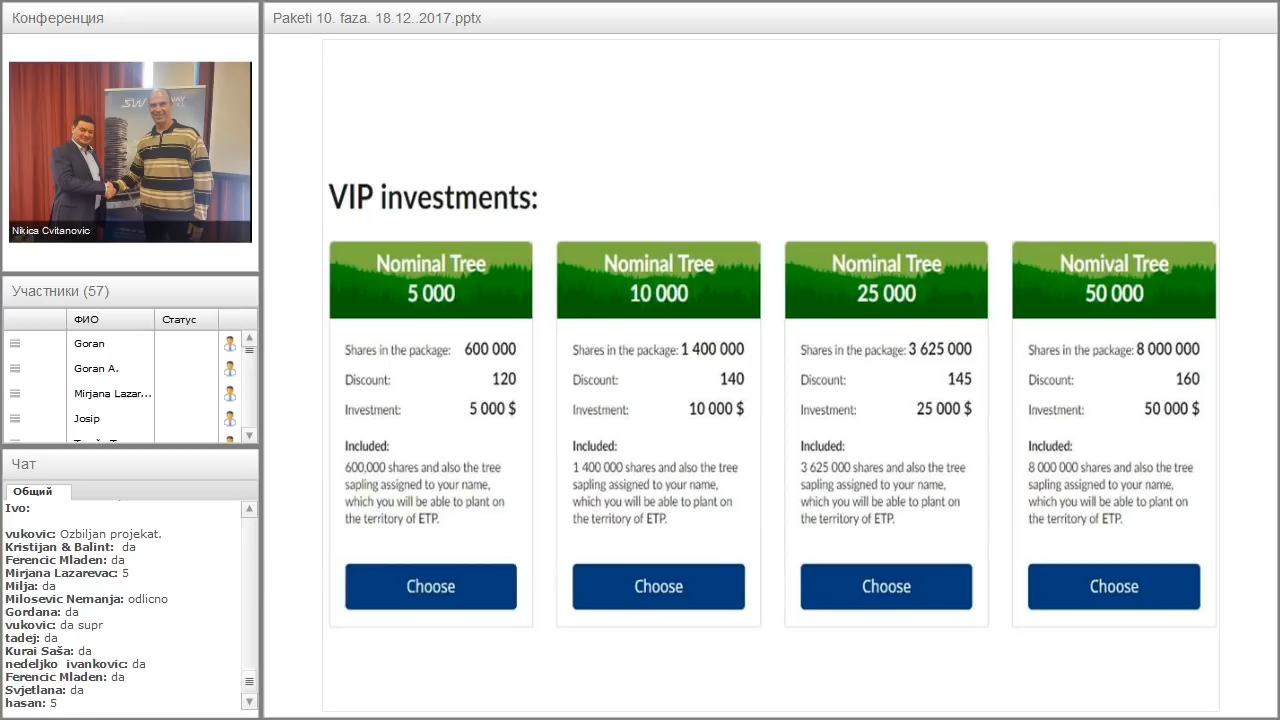 Конференция
Paketi 10. faza. 18.12..2017.pptx
Nikica Cvitanovic
Участники (57)
ФИО
Статус
Goran
Goran A.
Mirjana Lazar...
Josip
Чат
Общий
Ivo:
vukovic: Ozbiljan projekat.
Kristijan & Balint: da
Ferencic Mladen: da
Mirjana Lazarevac: 5
Milja: da
Milosevic Nemanja: odlicno
Gordana: da
vukovic: da supr
tadej: da
Kurai Saša: da
nedeljko ivankovic: da
Ferencic Mladen: da
Svjetlana: da
hasan: 5
VIP investments:
Nominal Tree
5 000
Shares in the package: 600 000
Discount: 120
Investment: 5 000 $
Included:
600,000 shares and also the tree
sapling assigned to your name,
which you will be able to plant on
the territory of ETP.
Choose
Nominal Tree
10 000
Shares in the package: 1 400 000
Discount: 140
Investment: 10 000 $
Included:
1 400 000 shares and also the tree
sapling assigned to your name,
which you will be able to plant on
the territory of ETP.
Choose
Nominal Tree
25 000
Shares in the package: 3 625 000
Discount: 145
Investment: 25 000 $
Included:
3 625 000 shares and also the tree
sapling assigned to your name,
which you will be able to plant on
the territory of ETP.
Choose
Nomival Tree
50 000
Shares in the package: 8 000 000
Discount: 160
Investment: 50 000 $
Included:
8 000 000 shares and also the tree
sapling assigned to your name,
which you will be able to plant on
the territory of ETP.
Choose